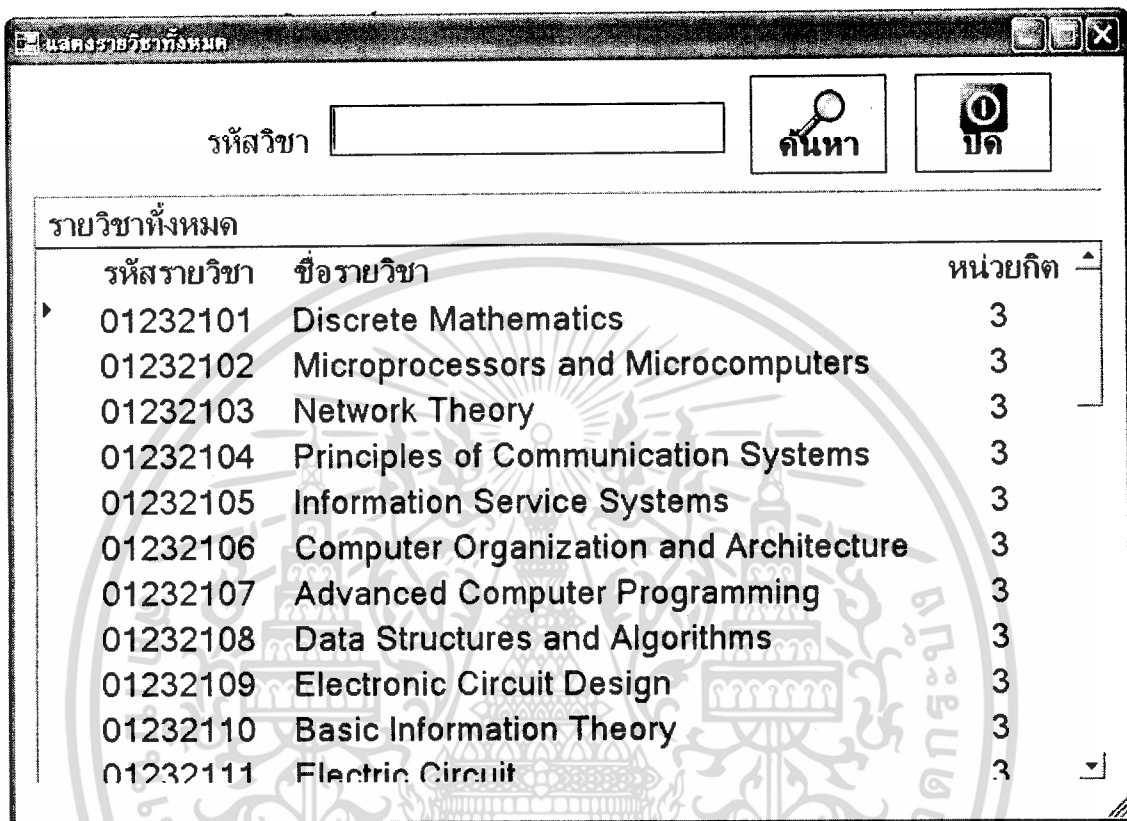 แสดงรายวิชาทั้งหมด
รหัสวิชา
ค้นหา
ปิด
รายวิชาทั้งหมด
รหัสรายวิชา ชื่อรายวิชา หน่วยกิต
01232101 Discrete Mathematics 3
01232102 Microprocessors and Microcomputers 3
01232103 Network Theory 3
01232104 Principles of Communication Systems 3
01232105 Information Service Systems 3
01232106 Computer Organization and Architecture 3
01232107 Advanced Computer Programming 3
01232108 Data Structures and Algorithms 3
01232109 Electronic Circuit Design 3
01232110 Basic Information Theory 3
01232111 Electric Circuit 3